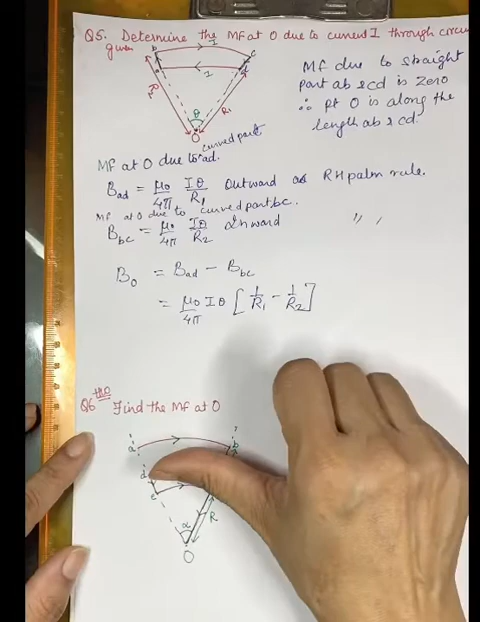 Q5. Determine the MF at O due to current I through circui
given
b
I
c
a
I
d
R2
R1
θ
O
MF due to straight
part ab & cd is Zero
∴ pt O is along the
length ab & cd.
curved part
MF at O due to ad.
Bad = μ0/4π Iθ/R1 Outward as RH palm rule.
MF at O due to curved part bc.
Bbc = μ0/4π Iθ/R2 Inward " "
B0 = Bad - Bbc
= μ0/4π Iθ [1/R1 - 1/R2]
Q6 Find the MF at O
a
b
d
e
α
R
O